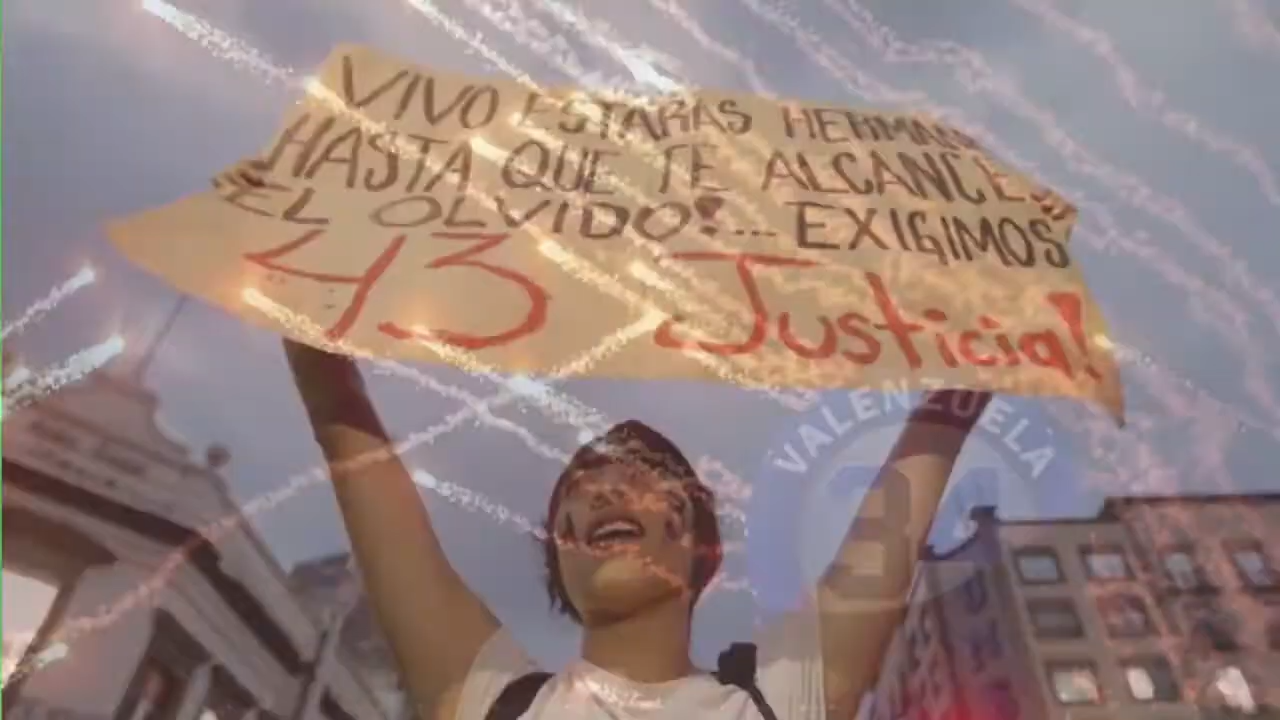 VIVO ESTARAS HERMANO
HASTA QUE TE ALCANCE
EL OLVIDO!... EXIGIMOS
43 Justicia!
VALENZUELA